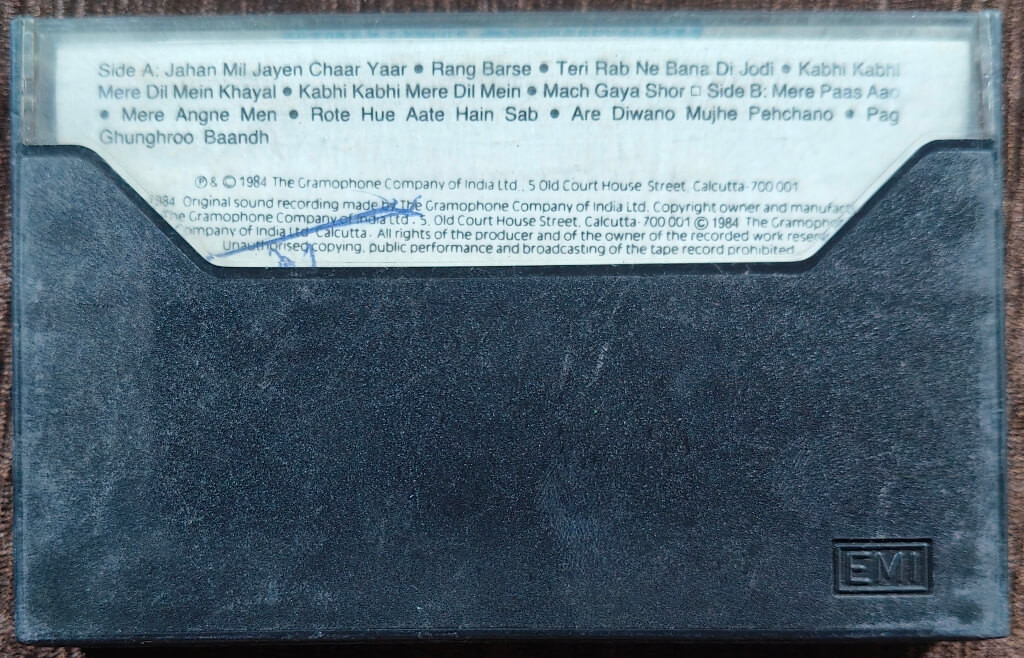 Side A: Jahan Mil Jayen Chaar Yaar • Rang Barse • Teri Rab Ne Bana Di Jodi • Kabhi Kabhi
Mere Dil Mein Khayal • Kabhi Kabhi Mere Dil Mein • Mach Gaya Shor □ Side B: Mere Paas Aao
• Mere Angne Men • Rote Hue Aate Hain Sab • Are Diwano Mujhe Pehchano • Pag
Ghunghroo Baandh
℗ & © 1984 The Gramophone Company of India Ltd., 5 Old Court House Street, Calcutta-700 001
1984 Original sound recording made by The Gramophone Company of India Ltd. Copyright owner and manufact
The Gramophone Company of India Ltd., 5, Old Court House Street, Calcutta-700 001 © 1984 The Gramoph
ompany of India Ltd. Calcutta. All rights of the producer and of the owner of the recorded work reserv
Unauthorised copying, public performance and broadcasting of the tape record prohibited.
EMI